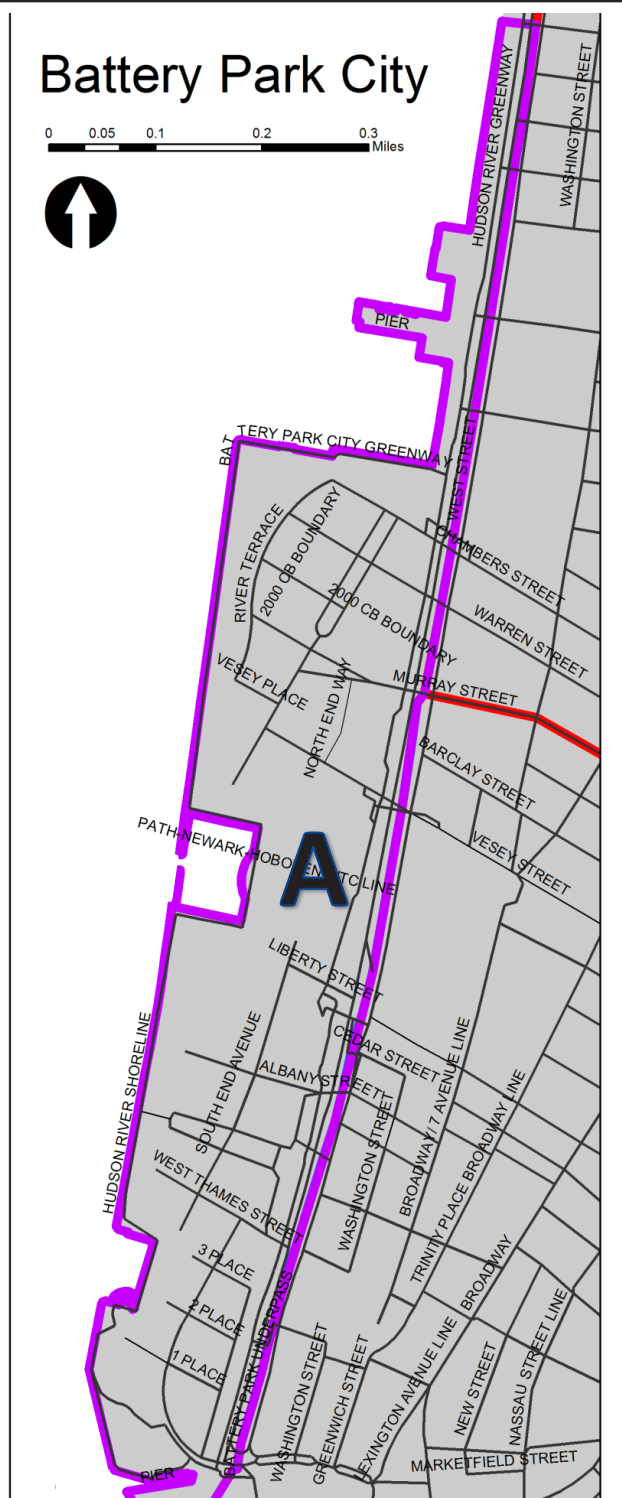 Battery Park City
0 0.05 0.1 0.2 0.3
Miles
HUDSON RIVER GREENWAY
WASHINGTON STREET
PIER
BATTERY PARK CITY GREENWAY
WEST STREET
RIVER TERRACE
2000 CB BOUNDARY
CHAMBERS STREET
2000 CB BOUNDARY
WARREN STREET
VESEY PLACE
NORTH END WAY
MURRAY STREET
BARCLAY STREET
PATH-NEWARK-HOBOKEN-WTC LINE
A
VESEY STREET
LIBERTY STREET
HUDSON RIVER SHORELINE
SOUTH END AVENUE
CEDAR STREET
ALBANY STREET
WASHINGTON STREET
BROADWAY/ 7 AVENUE LINE
TRINITY PLACE BROADWAY LINE
WEST THAMES STREET
3 PLACE
2 PLACE
1 PLACE
BATTERY PARK UNDERPASS
BROADWAY
WASHINGTON STREET
GREENWICH STREET
LEXINGTON AVENUE LINE
NEW STREET
NASSAU STREET LINE
MARKETFIELD STREET
PIER